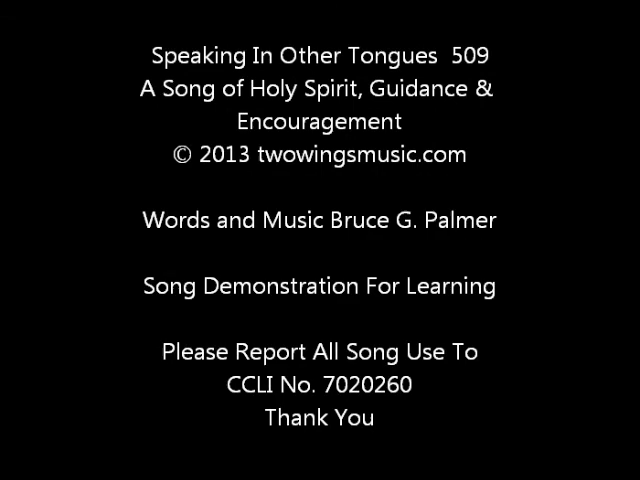 Speaking In Other Tongues  509
A Song of Holy Spirit, Guidance &
Encouragement
© 2013 twowingsmusic.com
Words and Music Bruce G. Palmer
Song Demonstration For Learning
Please Report All Song Use To
CCLI No. 7020260
Thank You